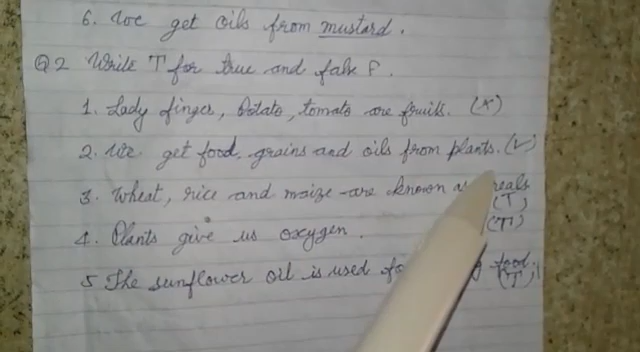 6. We get oils from mustard.
Q2 Write T for true and false F.
1. Lady finger, Potato, tomato are fruits. (×)
2. We get food, grains and oils from plants. (✓)
3. Wheat, rice and maize are known as
(T)
4. Plants give us oxygen. (T)
5 The sunflower oil is used food. (T)